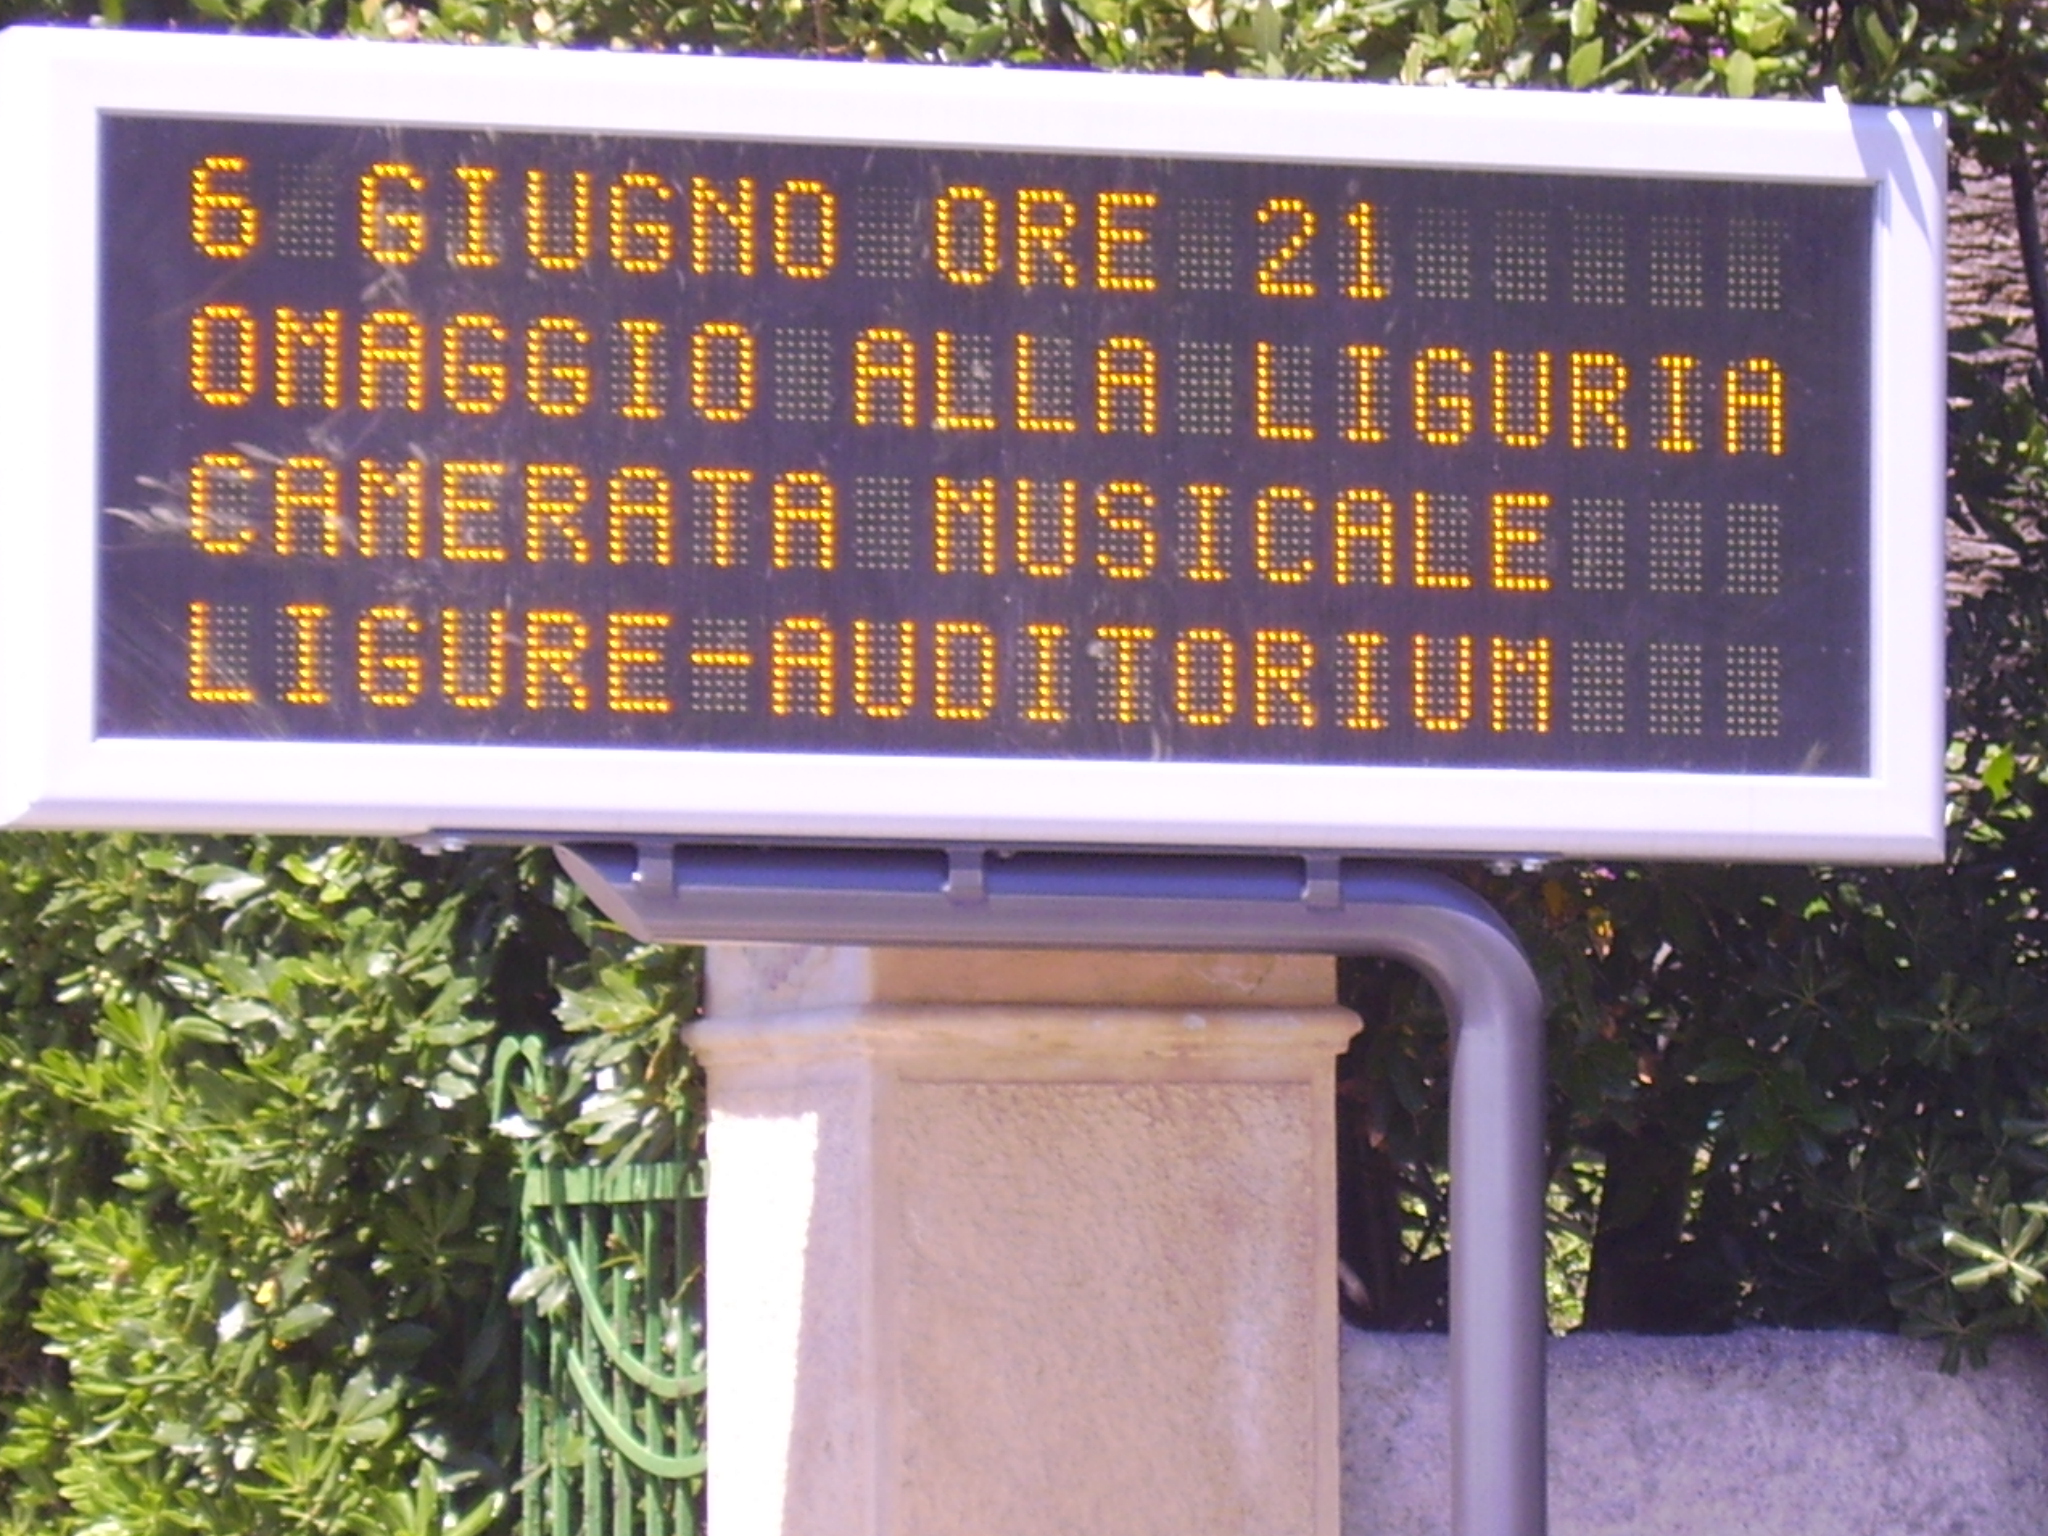 6 GIUGNO ORE 21
OMAGGIO ALLA LIGURIA
CAMERATA MUSICALE
LIGURE-AUDITORIUM